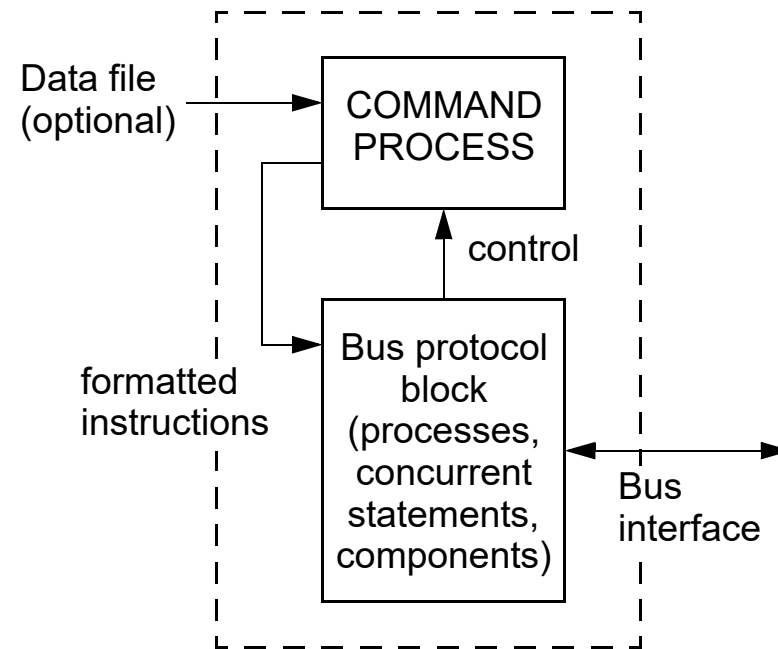 Data file
(optional)
COMMAND
PROCESS
control
formatted
instructions
Bus protocol
block
(processes,
concurrent
statements,
components)
Bus
interface